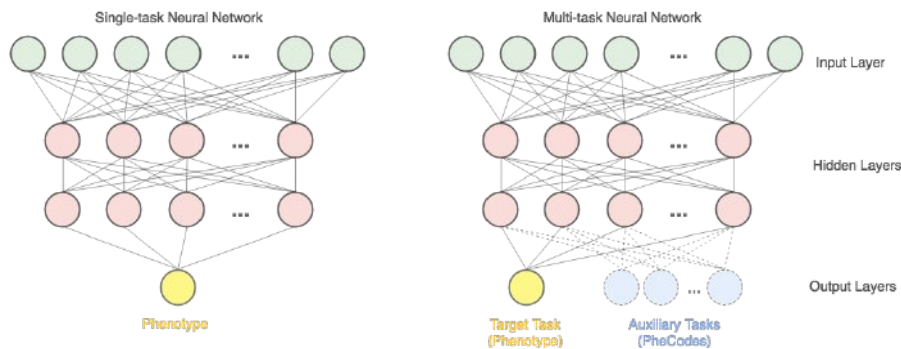 Single-task Neural Network
Multi-task Neural Network
...
...
Input Layer
...
...
Hidden Layers
...
...
...
Output Layers
Phenotype
Target Task
(Phenotype)
Auxiliary Tasks
(PheCodes)